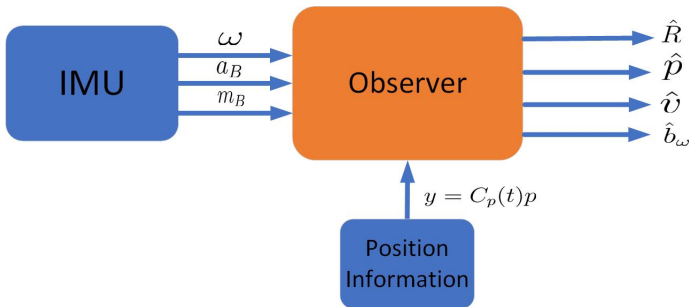 IMU
ω
a_B
m_B
Observer
R̂
p̂
v̂
b̂_ω
y = C_p(t)p
Position
Information